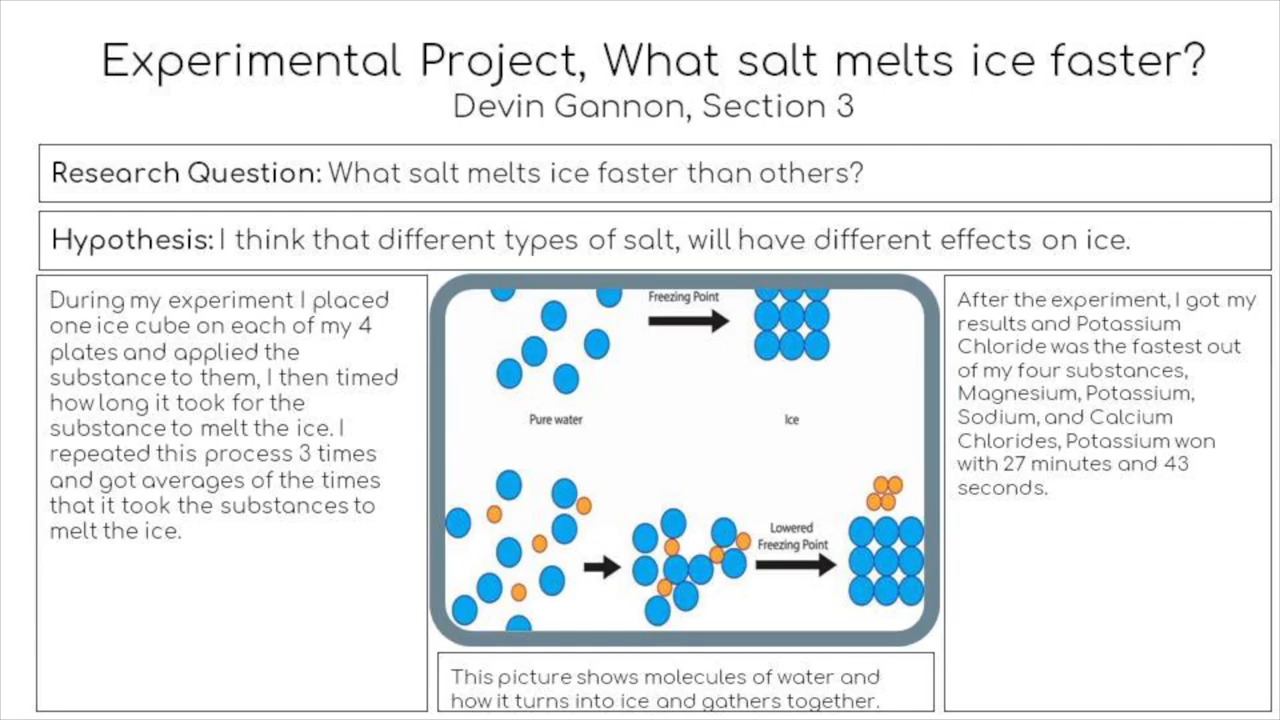 Experimental Project, What salt melts ice faster?
Devin Gannon, Section 3
Research Question: What salt melts ice faster than others?
Hypothesis: I think that different types of salt, will have different effects on ice.
During my experiment I placed
one ice cube on each of my 4
plates and applied the
substance to them, I then timed
how long it took for the
substance to melt the ice. I
repeated this process 3 times
and got averages of the times
that it took the substances to
melt the ice.
Freezing Point
Pure water
Ice
Lowered
Freezing Point
This picture shows molecules of water and
how it turns into ice and gathers together.
After the experiment, I got my
results and Potassium
Chloride was the fastest out
of my four substances,
Magnesium, Potassium,
Sodium, and Calcium
Chlorides, Potassium won
with 27 minutes and 43
seconds.